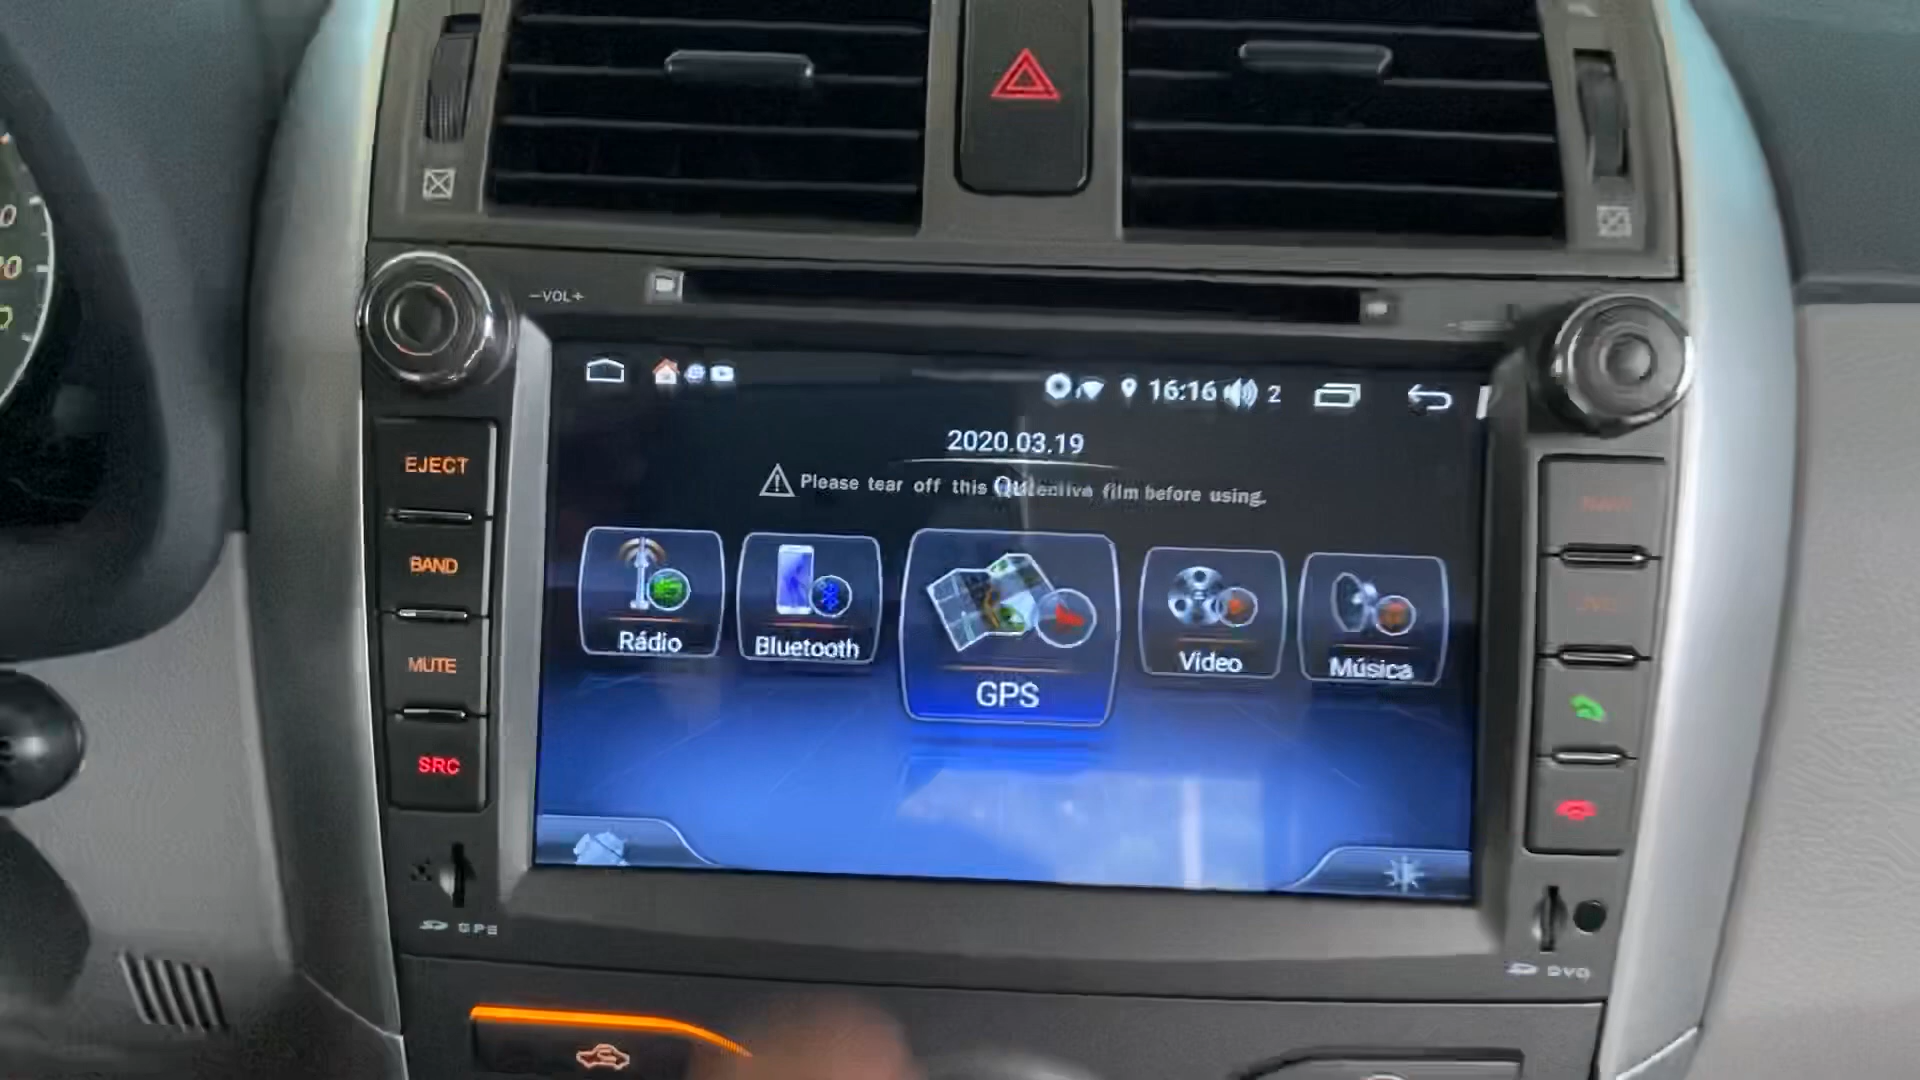 -VOL+
16:16 2
2020.03.19
Please tear off this film before using.
EJECT
BAND
MUTE
SRC
Rádio
Bluetooth
GPS
Vídeo
Música
GPS
DVD